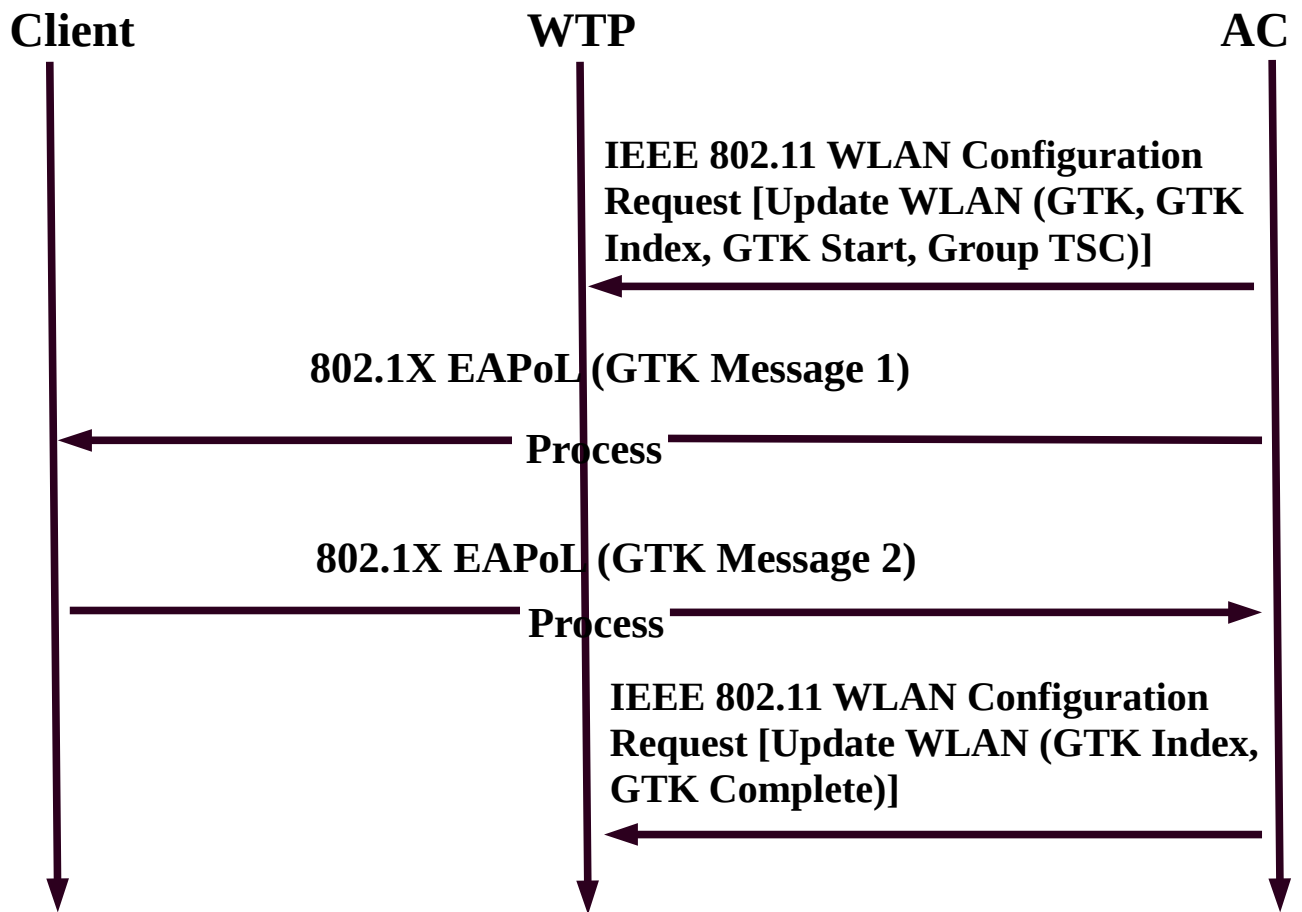 Client WTP AC
IEEE 802.11 WLAN Configuration
Request [Update WLAN (GTK, GTK
Index, GTK Start, Group TSC)]
802.1X EAPoL (GTK Message 1)
Process
802.1X EAPoL (GTK Message 2)
Process
IEEE 802.11 WLAN Configuration
Request [Update WLAN (GTK Index,
GTK Complete)]